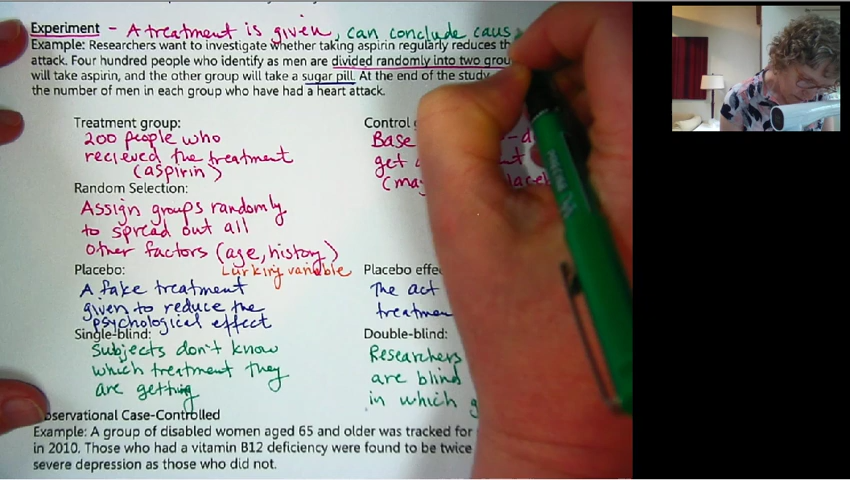 Experiment - A treatment is given, can conclude caus
Example: Researchers want to investigate whether taking aspirin regularly reduces th
attack. Four hundred people who identify as men are divided randomly into two grou
will take aspirin, and the other group will take a sugar pill. At the end of the study
the number of men in each group who have had a heart attack.
Treatment group:
200 people who
recieved the treatment
(aspirin)
Control g
Base
get
(ma
Random Selection:
Assign groups randomly
to spread out all
other factors (age, history)
Lurking variable
Placebo:
A fake treatment
given to reduce the
psychological effect
Placebo effec
The act
treatmen
Single-blind:
Subjects don't know
which treatment they
are getting
Double-blind:
Researchers
are blind
in which g
bservational Case-Controlled
Example: A group of disabled women aged 65 and older was tracked for
in 2010. Those who had a vitamin B12 deficiency were found to be twice
severe depression as those who did not.